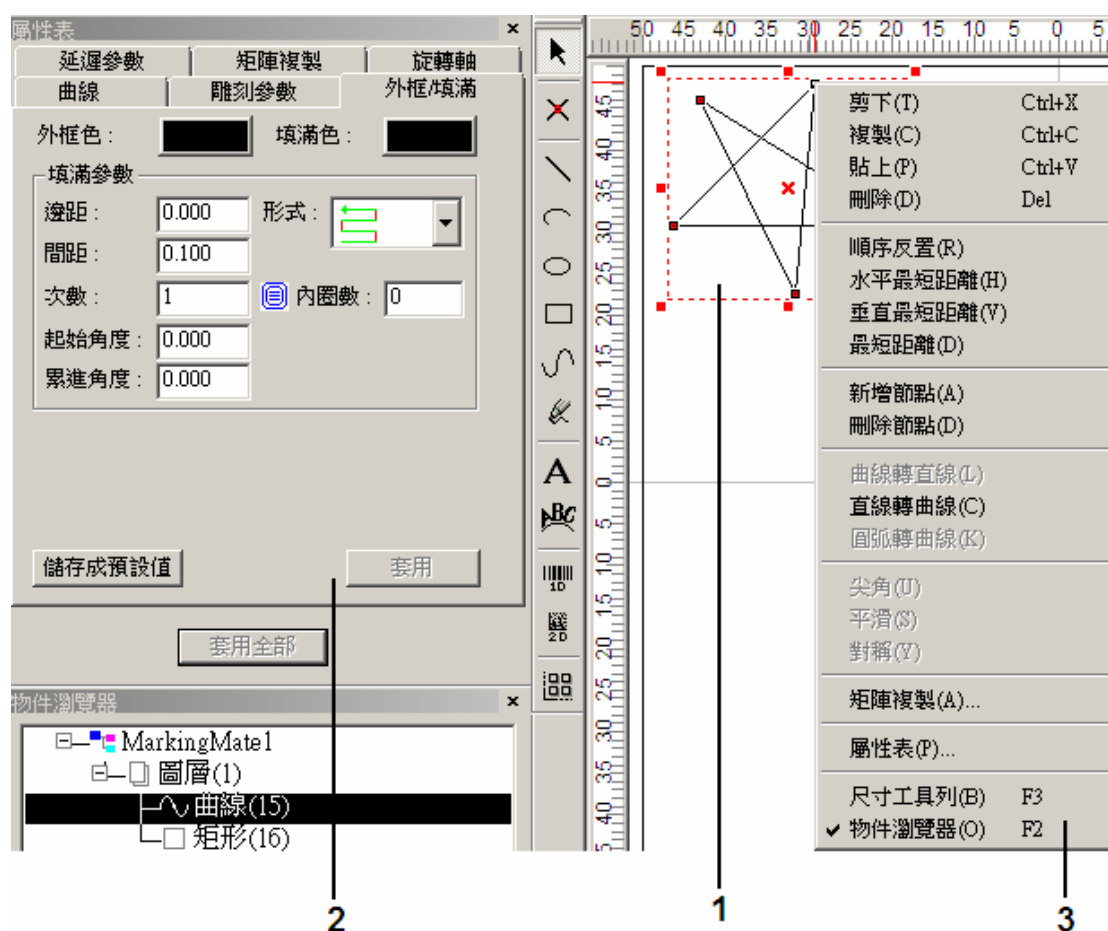 屬性表
延遲參數 矩陣複製 旋轉軸
曲線 雕刻參數 外框/填滿
外框色： 填滿色：
填滿參數
邊距： 0.000 形式：
間距： 0.100
次數： 1 內圈數： 0
起始角度： 0.000
累進角度： 0.000
儲存成預設值 套用
套用全部
物件瀏覽器
MarkingMate1
圖層(1)
曲線(15)
矩形(16)
A
ABC
1D
2D
50 45 40 35 30 25 20 15 10 5 0 5
45
40
35
30
25
20
15
10
5
0
5
10
15
20
25
30
35
40
剪下(T) Ctrl+X
複製(C) Ctrl+C
貼上(P) Ctrl+V
刪除(D) Del
順序反置(R)
水平最短距離(H)
垂直最短距離(V)
最短距離(D)
新增節點(A)
刪除節點(D)
曲線轉直線(L)
直線轉曲線(C)
圓弧轉曲線(K)
尖角(U)
平滑(S)
對稱(Y)
矩陣複製(A)...
屬性表(P)...
尺寸工具列(B) F3
物件瀏覽器(O) F2
2
1
3